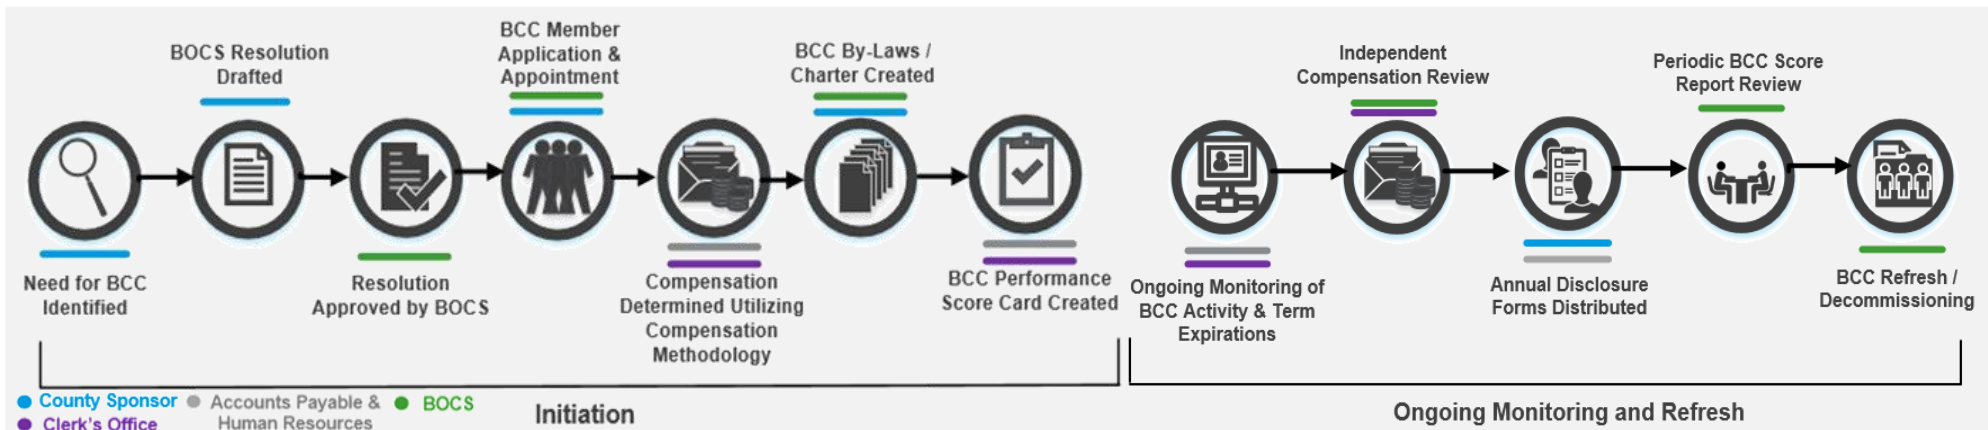 Need for BCC
Identified
BOCS Resolution
Drafted
Resolution
Approved by BOCS
BCC Member
Application &
Appointment
Compensation
Determined Utilizing
Compensation
Methodology
BCC By-Laws /
Charter Created
BCC Performance
Score Card Created
Ongoing Monitoring of
BCC Activity & Term
Expirations
Independent
Compensation Review
Annual Disclosure
Forms Distributed
Periodic BCC Score
Report Review
BCC Refresh /
Decommissioning
County Sponsor
Clerk's Office
Accounts Payable &
Human Resources
BOCS
Initiation
Ongoing Monitoring and Refresh